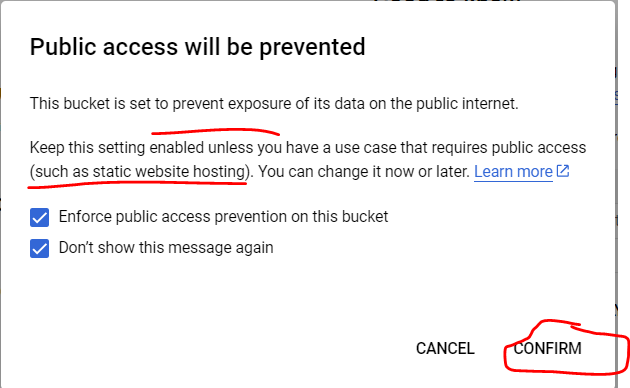 Public access will be prevented
This bucket is set to prevent exposure of its data on the public internet.
Keep this setting enabled unless you have a use case that requires public access
(such as static website hosting). You can change it now or later. Learn more
Enforce public access prevention on this bucket
Don't show this message again
CANCEL CONFIRM